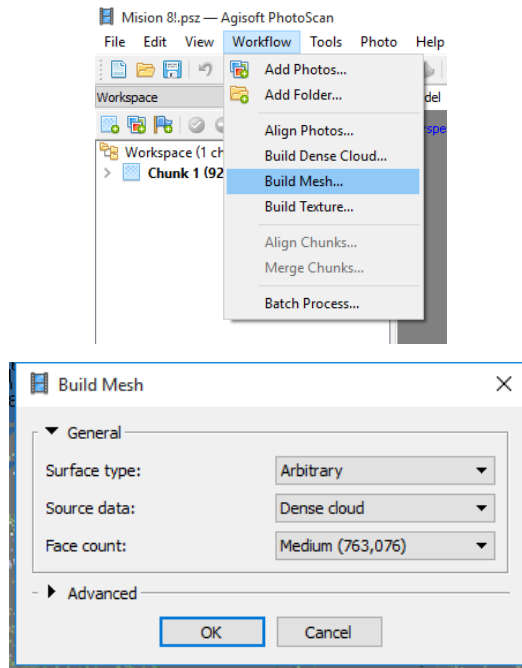 Mision 8!.psz — Agisoft PhotoScan
File Edit View Workflow Tools Photo Help
Add Photos...
Workspace
del
Add Folder...
spe
Align Photos...
Workspace (1 ch
Build Dense Cloud...
Chunk 1 (92
Build Mesh...
Build Texture...
Align Chunks...
Merge Chunks...
Batch Process...
Build Mesh
General
Surface type: Arbitrary
Source data: Dense cloud
Face count: Medium (763,076)
Advanced
OK Cancel